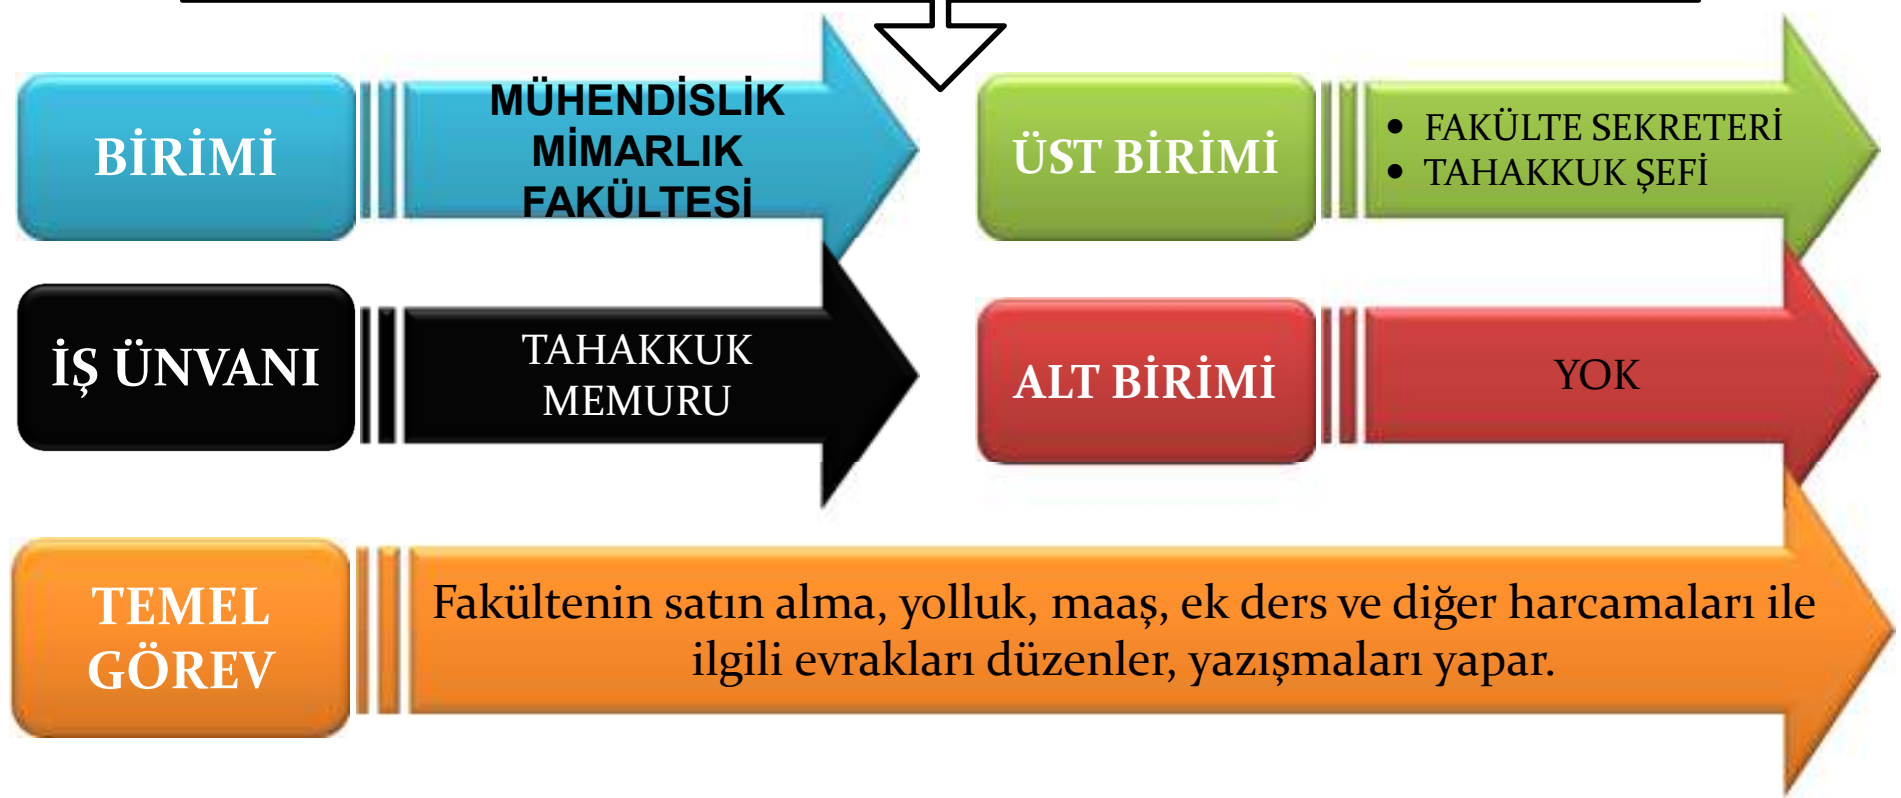 BİRİMİ
MÜHENDİSLİK
MİMARLIK
FAKÜLTESİ
ÜST BİRİMİ
• FAKÜLTE SEKRETERİ
• TAHAKKUK ŞEFİ
İŞ ÜNVANI
TAHAKKUK
MEMURU
ALT BİRİMİ
YOK
TEMEL
GÖREV
Fakültenin satın alma, yolluk, maaş, ek ders ve diğer harcamaları ile
ilgili evrakları düzenler, yazışmaları yapar.